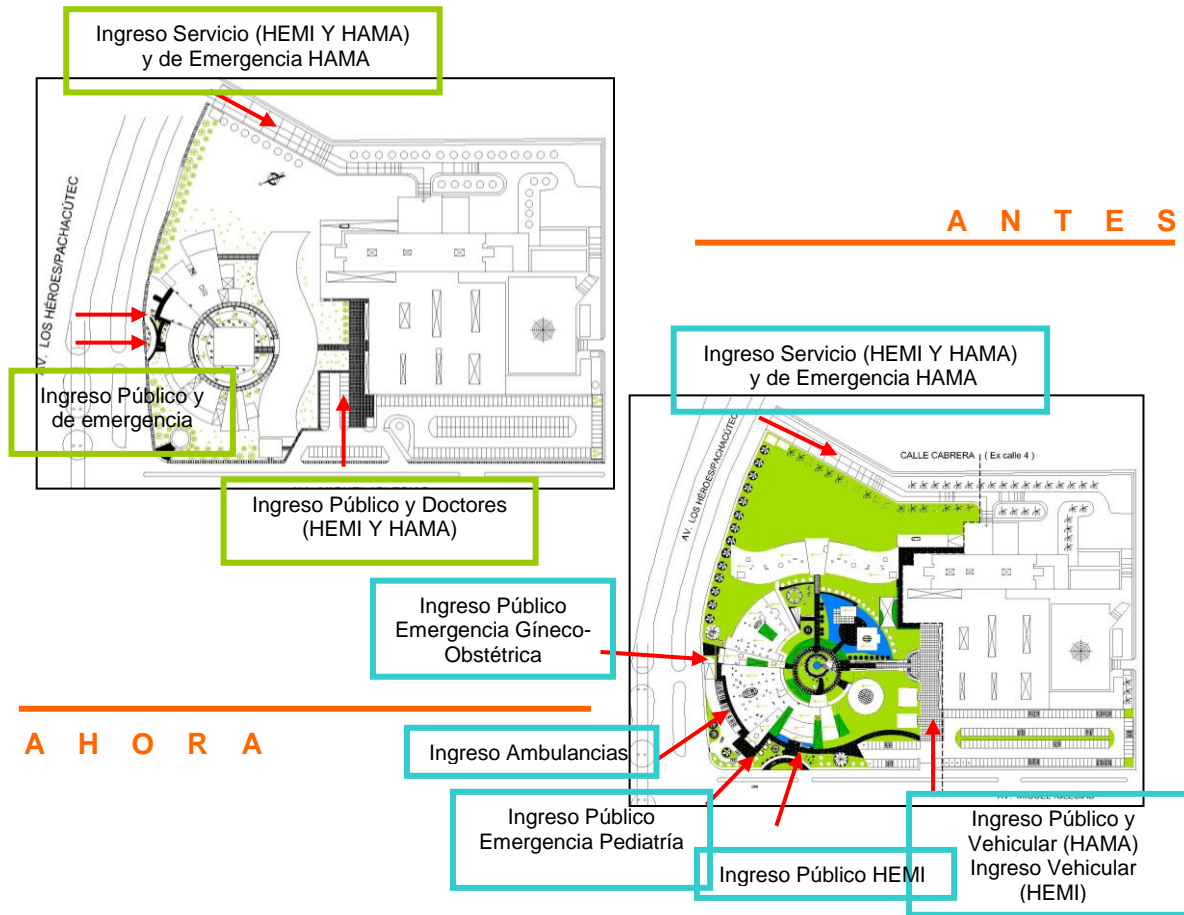 Ingreso Servicio (HEMI Y HAMA)
y de Emergencia HAMA
AV. LOS HÉROES/PACHACÚTEC
Ingreso Público y
de emergencia
Ingreso Público y Doctores
(HEMI Y HAMA)
A N T E S
Ingreso Servicio (HEMI Y HAMA)
y de Emergencia HAMA
AV. LOS HÉROES/PACHACÚTEC
CALLE CABRERA ( Ex calle 4 )
Ingreso Público
Emergencia Gíneco-
Obstétrica
A H O R A
Ingreso Ambulancias
Ingreso Público
Emergencia Pediatría
Ingreso Público HEMI
AV. MIGUEL IGLESIAS
Ingreso Público y
Vehicular (HAMA)
Ingreso Vehicular
(HEMI)